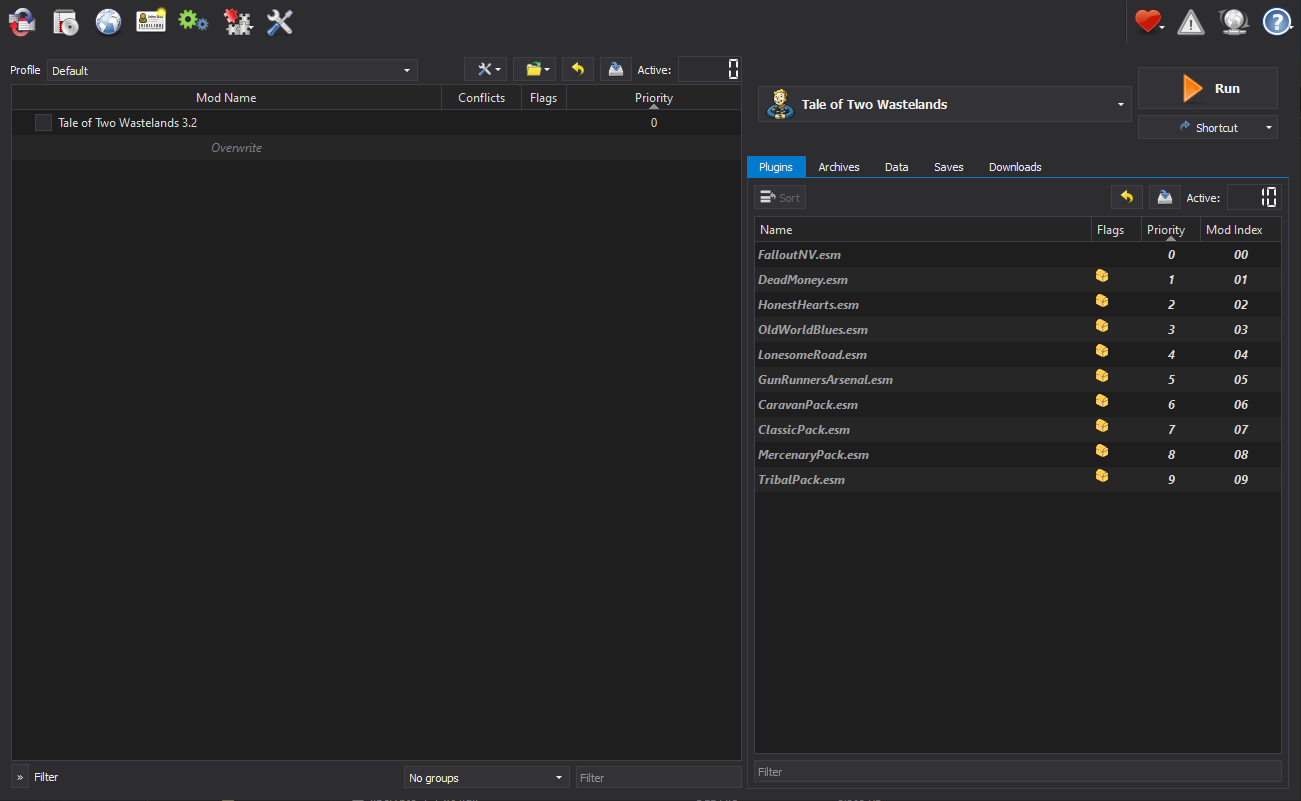 Profile Default Active: 0
Mod Name Conflicts Flags Priority
Tale of Two Wastelands 3.2 0
Overwrite
» Filter No groups Filter
Tale of Two Wastelands
Run
Shortcut
Plugins Archives Data Saves Downloads
Sort Active: 10
Name Flags Priority Mod Index
FalloutNV.esm 0 00
DeadMoney.esm 1 01
HonestHearts.esm 2 02
OldWorldBlues.esm 3 03
LonesomeRoad.esm 4 04
GunRunnersArsenal.esm 5 05
CaravanPack.esm 6 06
ClassicPack.esm 7 07
MercenaryPack.esm 8 08
TribalPack.esm 9 09
Filter